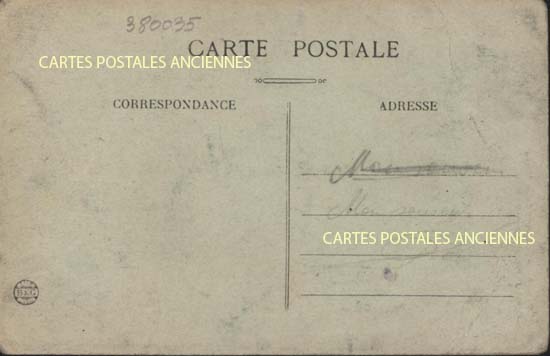 380035
CARTE POSTALE
CARTES POSTALES ANCIENNES
CORRESPONDANCE
ADRESSE
CARTES POSTALES ANCIENNES